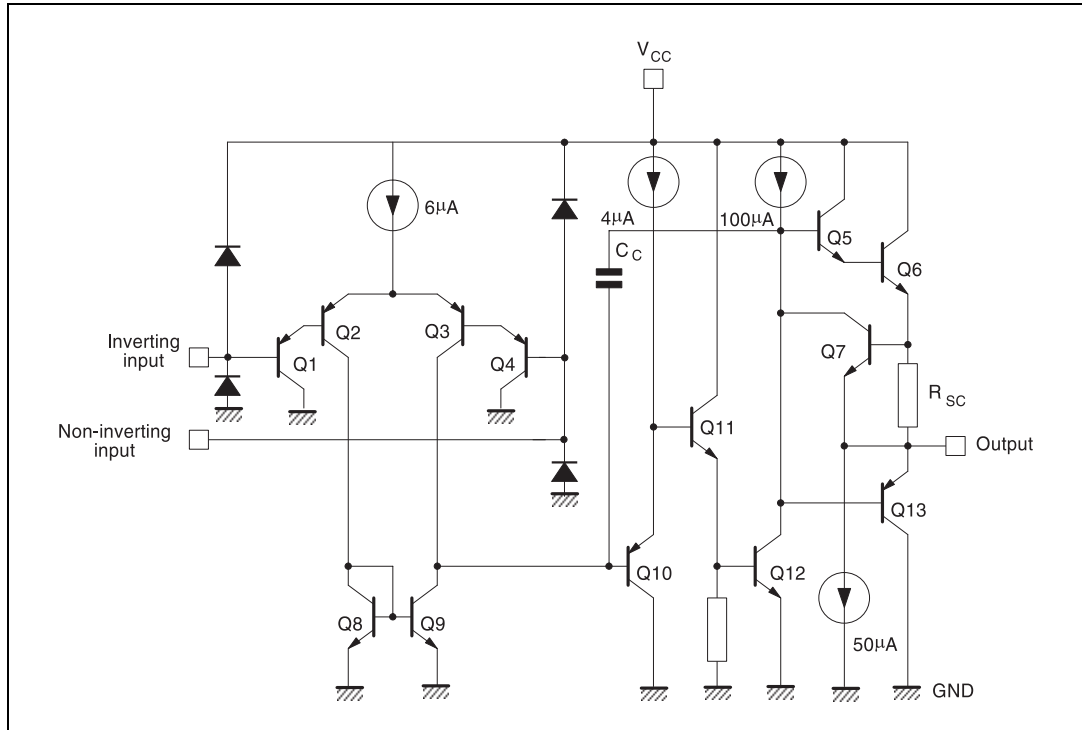 V CC
6µA
4µA
100µA
Q5
C C
Q6
Inverting
input
Q2
Q3
Q1
Q4
Q7
R SC
Non-inverting
input
Q11
Output
Q13
Q10
Q12
Q8
Q9
50µA
GND